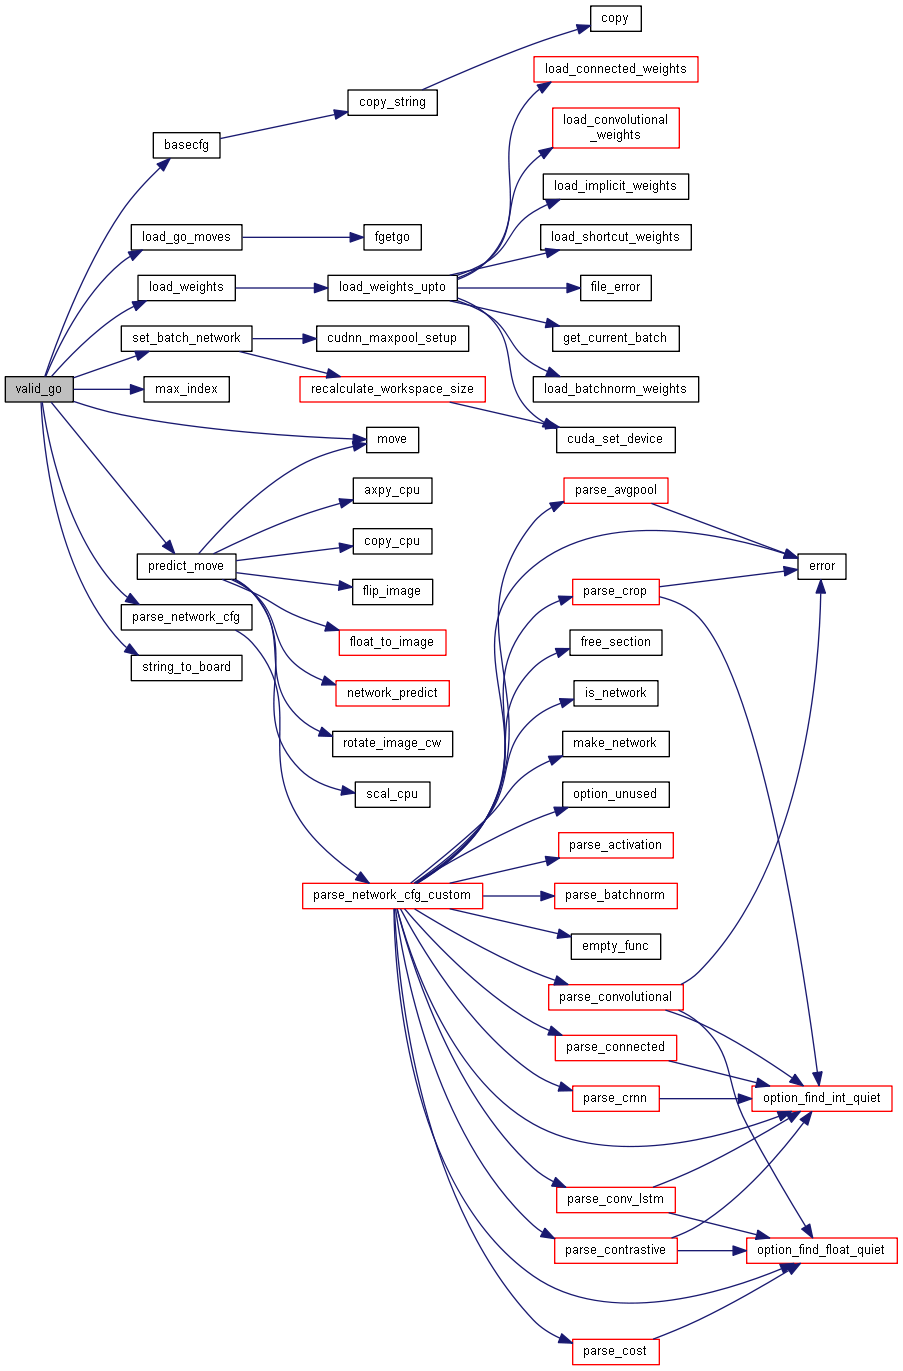 copy
load_connected_weights
copy_string
load_convolutional
_weights
basecfg
load_implicit_weights
load_go_moves
fgetgo
load_shortcut_weights
load_weights
load_weights_upto
file_error
set_batch_network
cudnn_maxpool_setup
get_current_batch
valid_go
max_index
recalculate_workspace_size
load_batchnorm_weights
move
cuda_set_device
axpy_cpu
parse_avgpool
copy_cpu
predict_move
error
flip_image
parse_crop
parse_network_cfg
float_to_image
free_section
string_to_board
network_predict
is_network
rotate_image_cw
make_network
scal_cpu
option_unused
parse_activation
parse_network_cfg_custom
parse_batchnorm
empty_func
parse_convolutional
parse_connected
parse_crnn
option_find_int_quiet
parse_conv_lstm
parse_contrastive
option_find_float_quiet
parse_cost